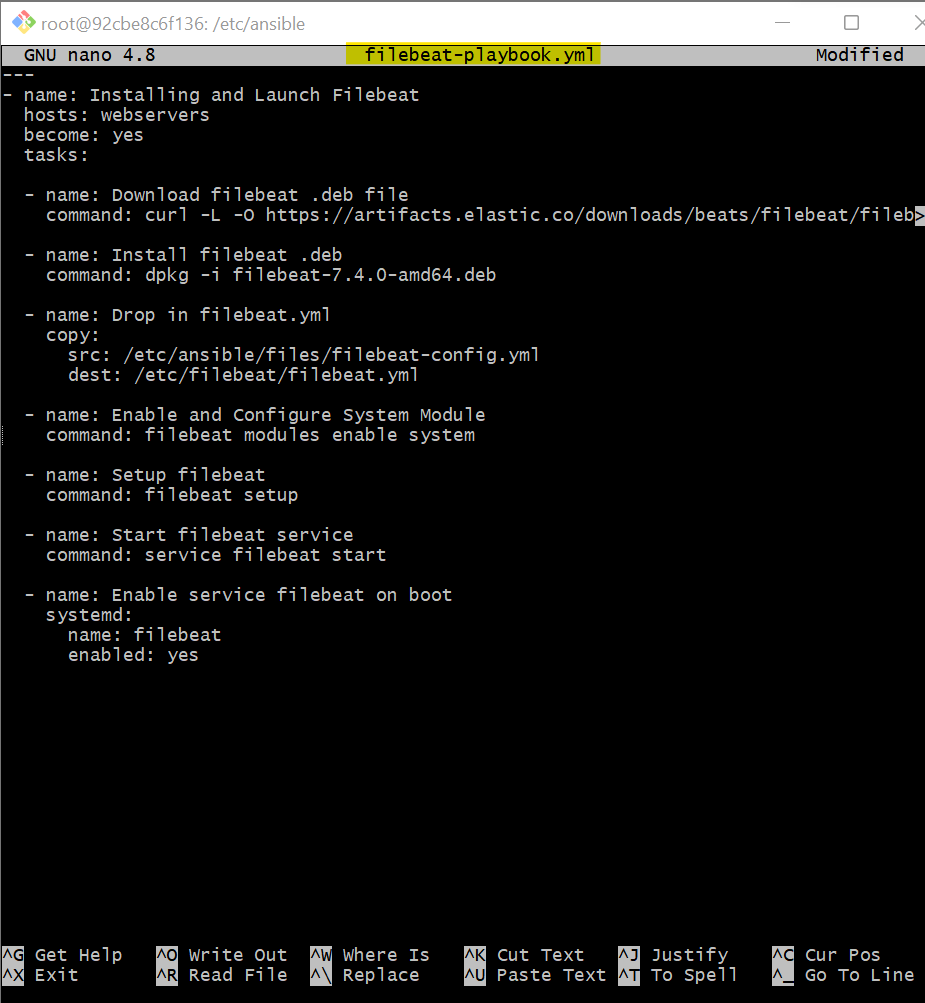 root@92cbe8c6f136: /etc/ansible
GNU nano 4.8 filebeat-playbook.yml Modified
---
- name: Installing and Launch Filebeat
  hosts: webservers
  become: yes
  tasks:

  - name: Download filebeat .deb file
    command: curl -L -O https://artifacts.elastic.co/downloads/beats/filebeat/fileb>

  - name: Install filebeat .deb
    command: dpkg -i filebeat-7.4.0-amd64.deb

  - name: Drop in filebeat.yml
    copy:
      src: /etc/ansible/files/filebeat-config.yml
      dest: /etc/filebeat/filebeat.yml

  - name: Enable and Configure System Module
    command: filebeat modules enable system

  - name: Setup filebeat
    command: filebeat setup

  - name: Start filebeat service
    command: service filebeat start

  - name: Enable service filebeat on boot
    systemd:
      name: filebeat
      enabled: yes

^G Get Help ^O Write Out ^W Where Is ^K Cut Text ^J Justify ^C Cur Pos
^X Exit ^R Read File ^\ Replace ^U Paste Text ^T To Spell ^_ Go To Line